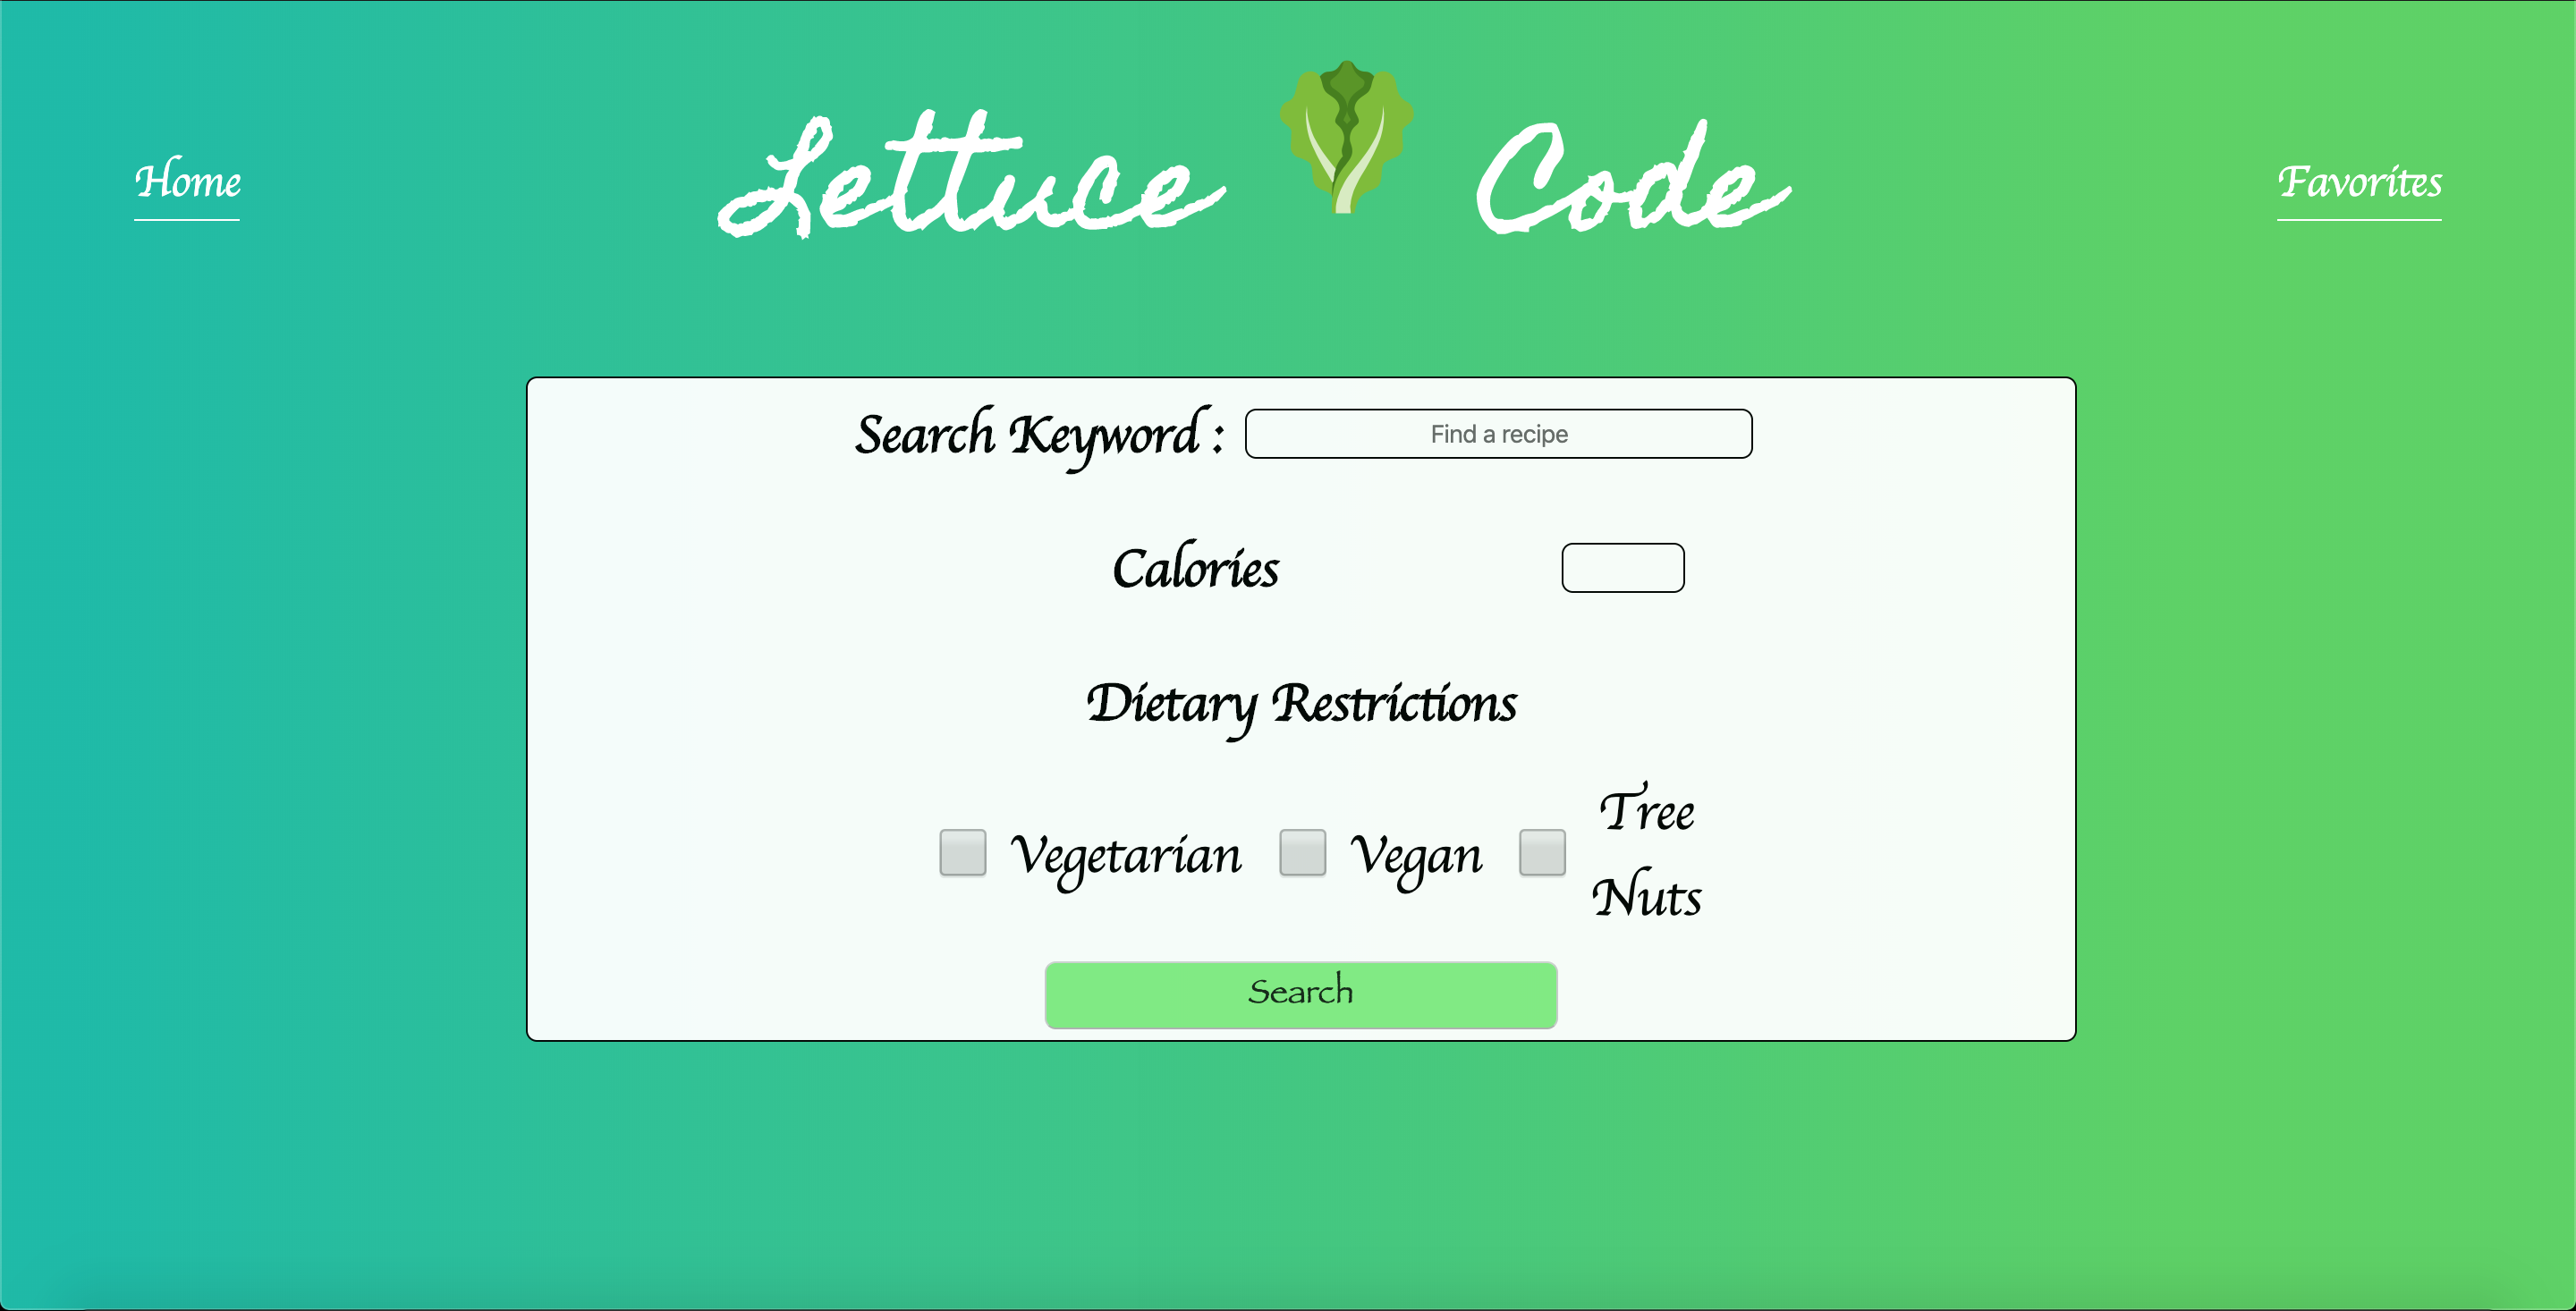 Home
Lettuce Code
Favorites
Search Keyword :
Find a recipe
Calories
Dietary Restrictions
Vegetarian
Vegan
Tree
Nuts
Search